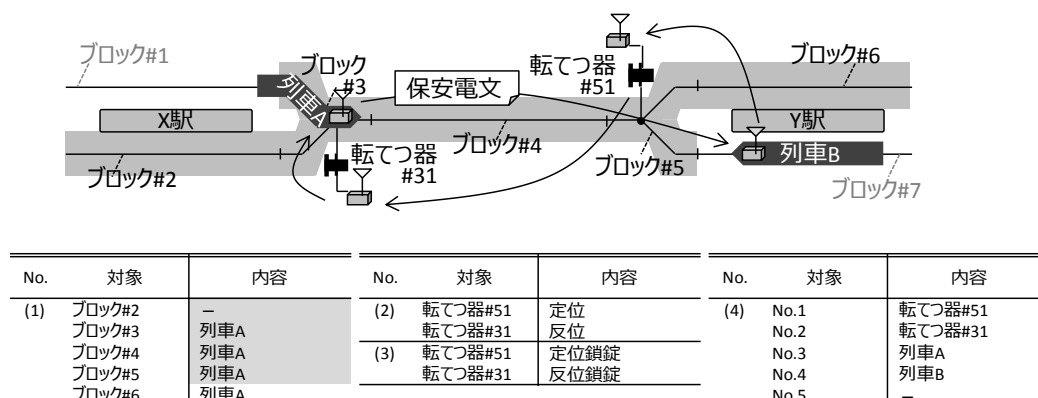 ブロック#1
ブロック
#3
列車A
保安電文
転てつ器
#51
ブロック#6
X駅
Y駅
ブロック#2
転てつ器
#31
ブロック#4
ブロック#5
列車B
ブロック#7
No. 対象 内容 No. 対象 内容 No. 対象 内容
(1) ブロック#2 － (2) 転てつ器#51 定位 (4) No.1 転てつ器#51
ブロック#3 列車A 転てつ器#31 反位 No.2 転てつ器#31
ブロック#4 列車A (3) 転てつ器#51 定位鎖錠 No.3 列車A
ブロック#5 列車A 転てつ器#31 反位鎖錠 No.4 列車B
ブロック#6 列車A No.5 －